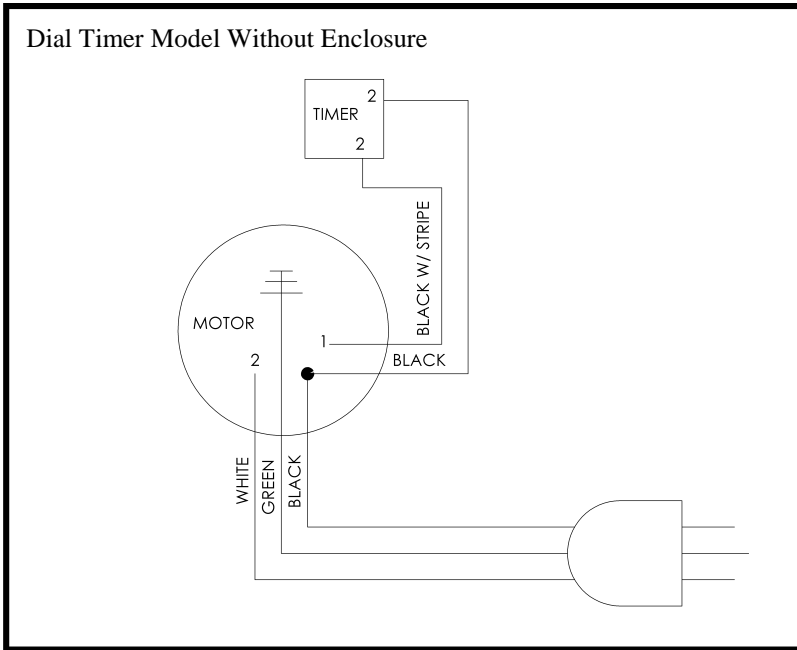 Dial Timer Model Without Enclosure
2
TIMER
2
BLACK W/ STRIPE
MOTOR
1
2
BLACK
WHITE
GREEN
BLACK